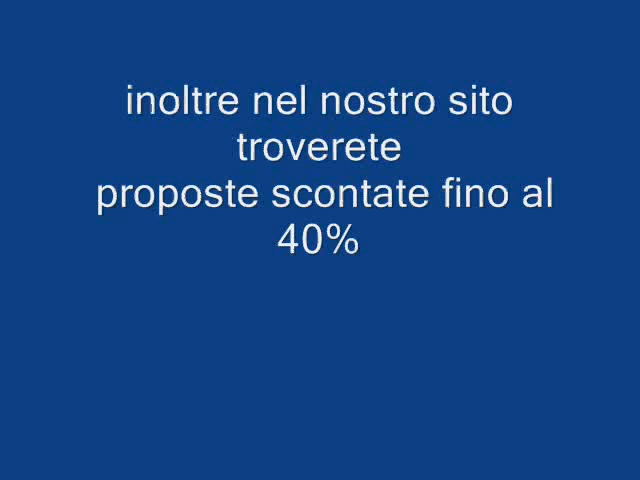 inoltre nel nostro sito
troverete
proposte scontate fino al
40%